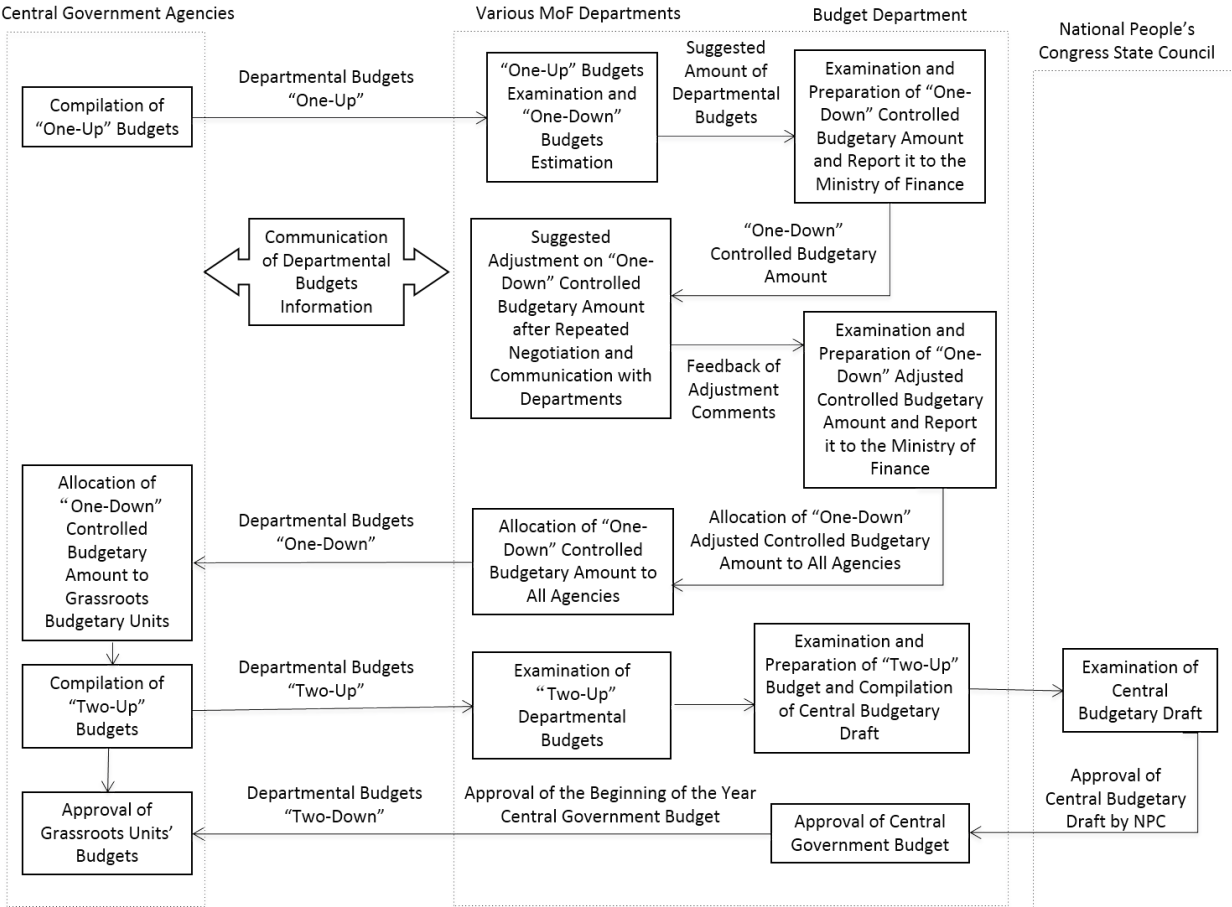 Central Government Agencies
Various MoF Departments
Budget Department
National People's
Congress State Council
Compilation of
"One-Up" Budgets
Departmental Budgets
"One-Up"
"One-Up" Budgets
Examination and
"One-Down"
Budgets
Estimation
Suggested
Amount of
Departmental
Budgets
Examination and
Preparation of "One-
Down" Controlled
Budgetary Amount
and Report it to the
Ministry of Finance
Communication
of Departmental
Budgets
Information
Suggested
Adjustment on "One-
Down" Controlled
Budgetary Amount
after Repeated
Negotiation and
Communication with
Departments
"One-Down"
Controlled Budgetary
Amount
Feedback of
Adjustment
Comments
Examination and
Preparation of "One-
Down" Adjusted
Controlled Budgetary
Amount and Report
it to the Ministry of
Finance
Allocation of
"One-Down"
Controlled
Budgetary
Amount to
Grassroots
Budgetary Units
Departmental Budgets
"One-Down"
Allocation of "One-
Down" Controlled
Budgetary Amount to
All Agencies
Allocation of "One-Down"
Adjusted Controlled Budgetary
Amount to All Agencies
Compilation of
"Two-Up"
Budgets
Departmental Budgets
"Two-Up"
Examination of
"Two-Up"
Departmental
Budgets
Examination and
Preparation of "Two-Up"
Budget and Compilation
of Central Budgetary
Draft
Examination of
Central
Budgetary Draft
Approval of
Grassroots Units'
Budgets
Departmental Budgets
"Two-Down"
Approval of the Beginning of the Year
Central Government Budget
Approval of Central
Government Budget
Approval of
Central Budgetary
Draft by NPC